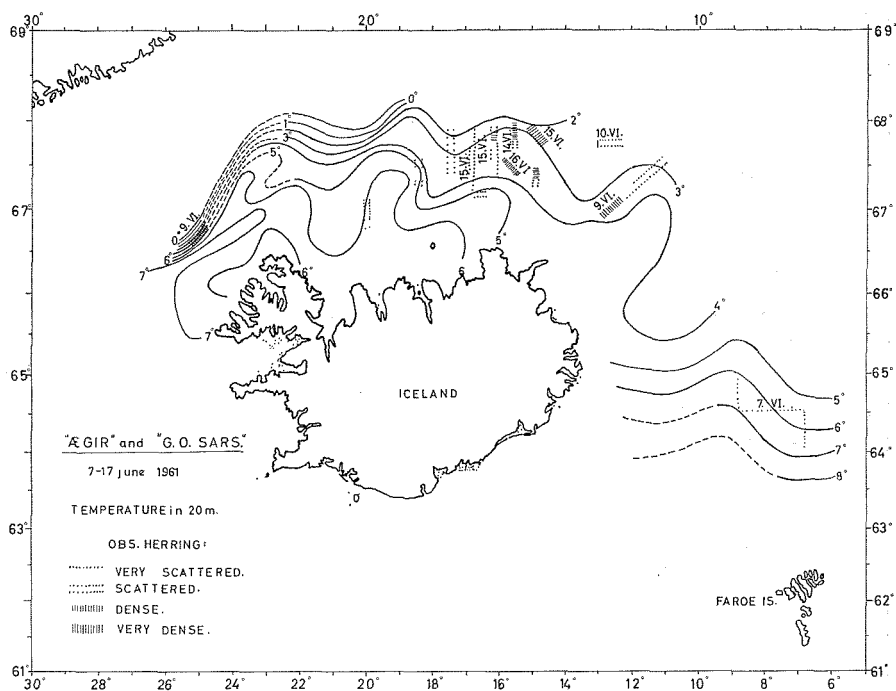 30° 20° 10°
69° 69°
0°
1° 2°
68° 3 68°
5° 15.VI. 15.VI. 14.VI. 16.VI 15.VI. 10.VI.
3°
9.VI.
67° 67°
0° 9.VI.
6° 5°
7° 6° 6
4°
66° 66°
7°
65° ICELAND 65°
5°
7. VI.
6°
"ÆGIR" and "G.O. SARS."
7°
64° 64°
7-17 june 1961
8°
TEMPERATURE in 20 m.
63° 63°
OBS. HERRING:
VERY SCATTERED.
SCATTERED.
62° FAROE IS. 62°
DENSE.
VERY DENSE.
61° 61°
30° 28° 26° 24° 22° 20° 18° 16° 14° 12° 10° 8° 6°